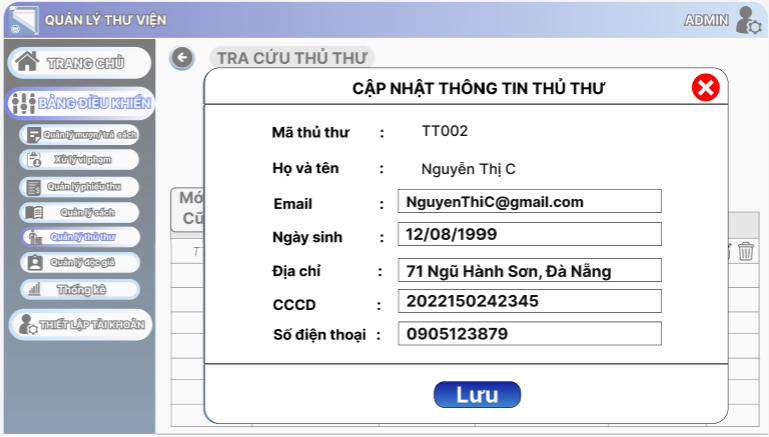 QUẢN LÝ THƯ VIỆN
ADMIN
TRANG CHỦ
BẢNG ĐIỀU KHIỂN
Quản lý mượn/trả sách
Xử lý vi phạm
Quản lý phiếu thu
Quản lý sách
Quản lý thủ thư
Quản lý độc giả
Thống kê
THIẾT LẬP TÀI KHOẢN
TRA CỨU THỦ THƯ
CẬP NHẬT THÔNG TIN THỦ THƯ
Mã thủ thư : TT002
Họ và tên : Nguyễn Thị C
Email : NguyenThiC@gmail.com
Ngày sinh : 12/08/1999
Địa chỉ : 71 Ngũ Hành Sơn, Đà Nẵng
CCCD : 2022150242345
Số điện thoại : 0905123879
Lưu